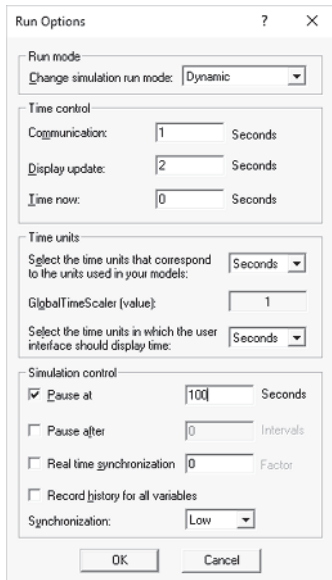 Run Options ? ×
Run mode
Change simulation run mode: Dynamic
Time control
Communication: 1 Seconds
Display update: 2 Seconds
Time now: 0 Seconds
Time units
Select the time units that correspond
to the units used in your models: Seconds
GlobalTimeScaler (value): 1
Select the time units in which the user
interface should display time: Seconds
Simulation control
Pause at 100 Seconds
Pause after 0 Intervals
Real time synchronization 0 Factor
Record history for all variables
Synchronization: Low
OK Cancel